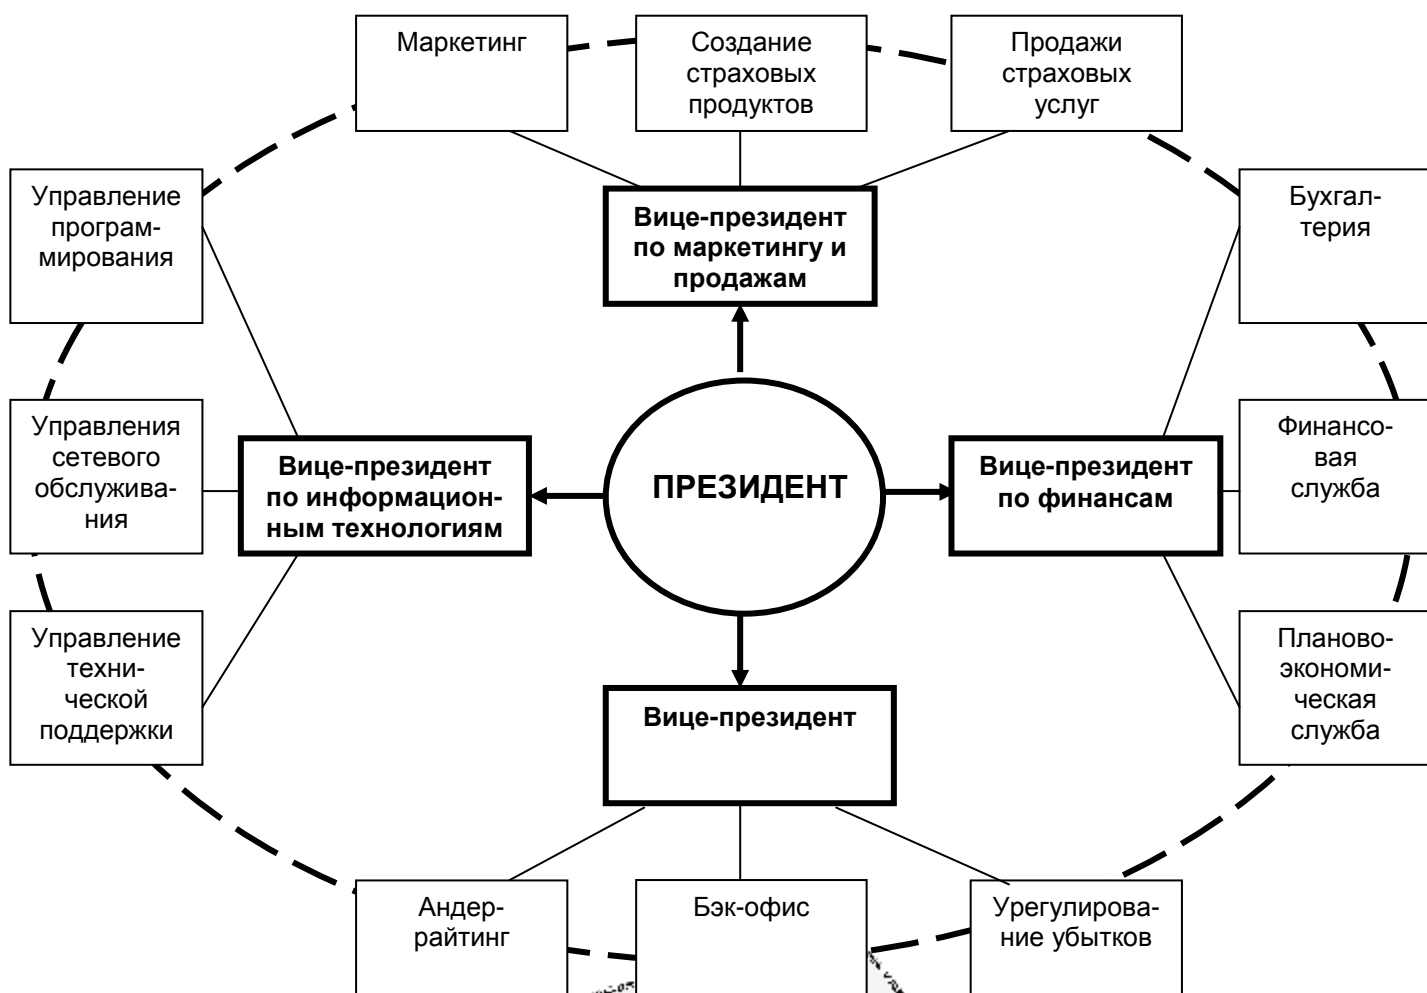 Маркетинг
Создание
страховых
продуктов
Продажи
страховых
услуг
Управление
програм-
мирования
Вице-президент
по маркетингу и
продажам
Бухгал-
терия
Управления
сетевого
обслужива-
ния
Вице-президент
по информацион-
ным технологиям
ПРЕЗИДЕНТ
Вице-президент
по финансам
Финансо-
вая
служба
Управление
техни-
ческой
поддержки
Вице-президент
Планово-
экономи-
ческая
служба
Андер-
райтинг
Бэк-офис
Урегулирова-
ние убытков